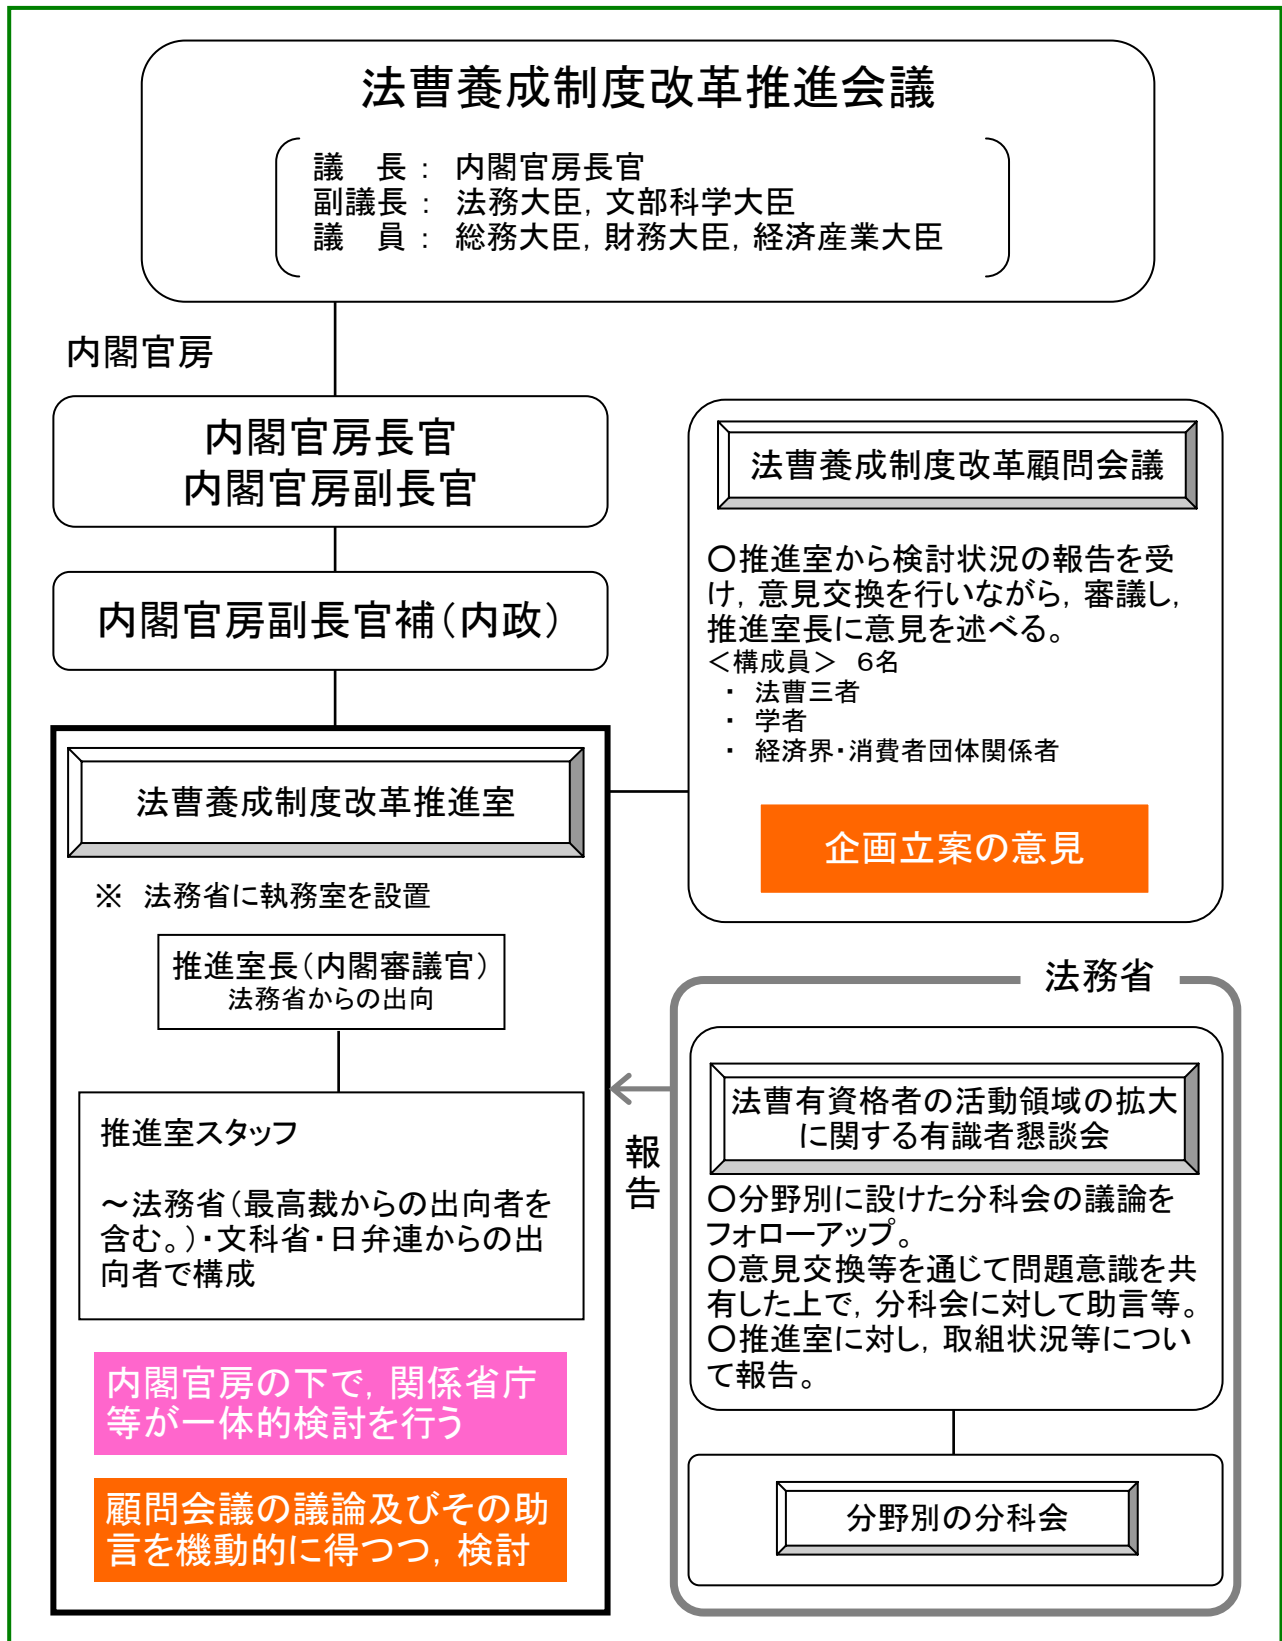 法曹養成制度改革推進会議
議　長： 内閣官房長官
副議長： 法務大臣，文部科学大臣
議　員： 総務大臣，財務大臣，経済産業大臣
内閣官房
内閣官房長官
内閣官房副長官
内閣官房副長官補（内政）
法曹養成制度改革顧問会議
○推進室から検討状況の報告を受
け，意見交換を行いながら，審議し，
推進室長に意見を述べる。
＜構成員＞ ６名
・ 法曹三者
・ 学者
・ 経済界・消費者団体関係者
企画立案の意見
法曹養成制度改革推進室
※ 法務省に執務室を設置
推進室長（内閣審議官）
法務省からの出向
推進室スタッフ
～法務省（最高裁からの出向者を
含む。）・文科省・日弁連からの出
向者で構成
内閣官房の下で，関係省庁
等が一体的検討を行う
顧問会議の議論及びその助
言を機動的に得つつ，検討
報告
法務省
法曹有資格者の活動領域の拡大
に関する有識者懇談会
○分野別に設けた分科会の議論を
フォローアップ。
○意見交換等を通じて問題意識を共
有した上で，分科会に対して助言等。
○推進室に対し，取組状況等につい
て報告。
分野別の分科会